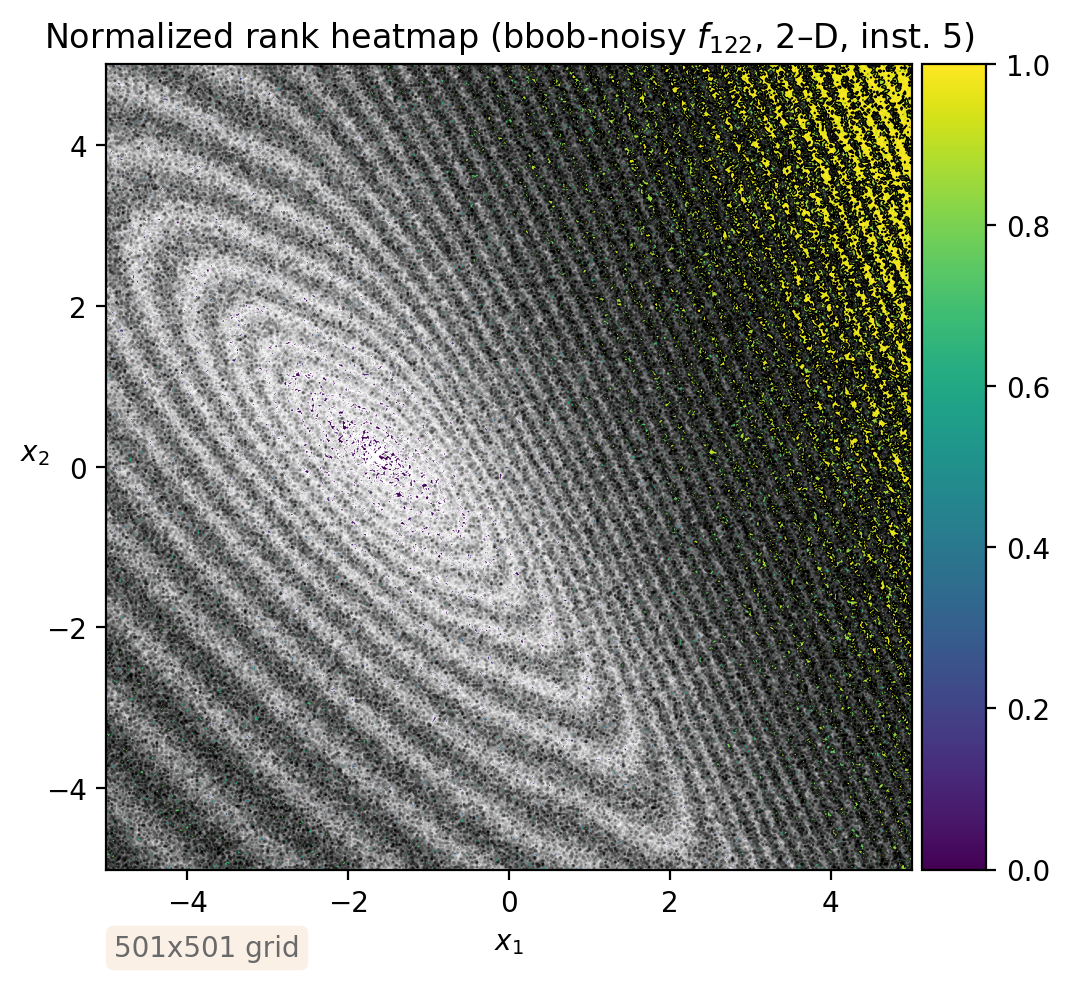 Normalized rank heatmap (bbob-noisy f122, 2–D, inst. 5)
1.0
0.8
0.6
0.4
0.2
0.0
4
2
0
−2
−4
x2
−4 −2 0 2 4
x1
501x501 grid